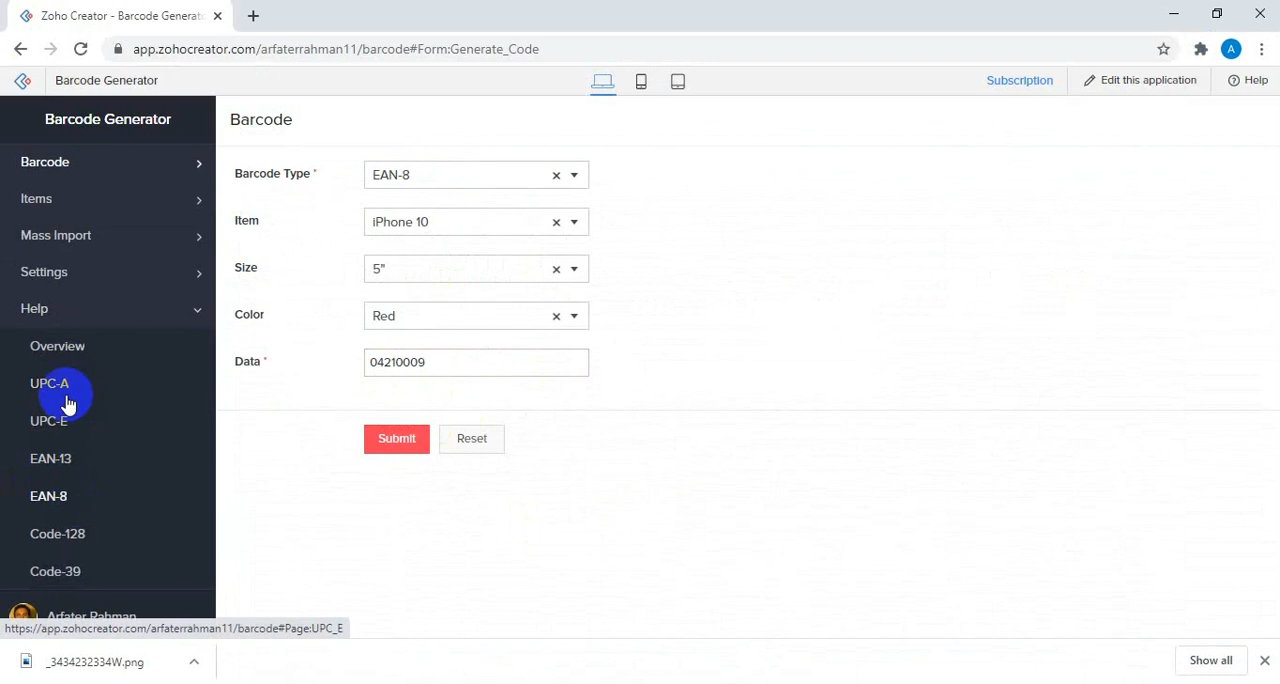 Zoho Creator - Barcode Generato
app.zohocreator.com/arfaterrahman11/barcode#Form:Generate_Code
A
Barcode Generator
Subscription
Edit this application
Help
Barcode Generator
Barcode
Items
Mass Import
Settings
Help
Overview
UPC-A
UPC-E
EAN-13
EAN-8
Code-128
Code-39
Arfater Rahman
Barcode
Barcode Type * EAN-8
Item iPhone 10
Size 5"
Color Red
Data * 04210009
Submit Reset
https://app.zohocreator.com/arfaterrahman11/barcode#Page:UPC_E
_3434232334W.png
Show all